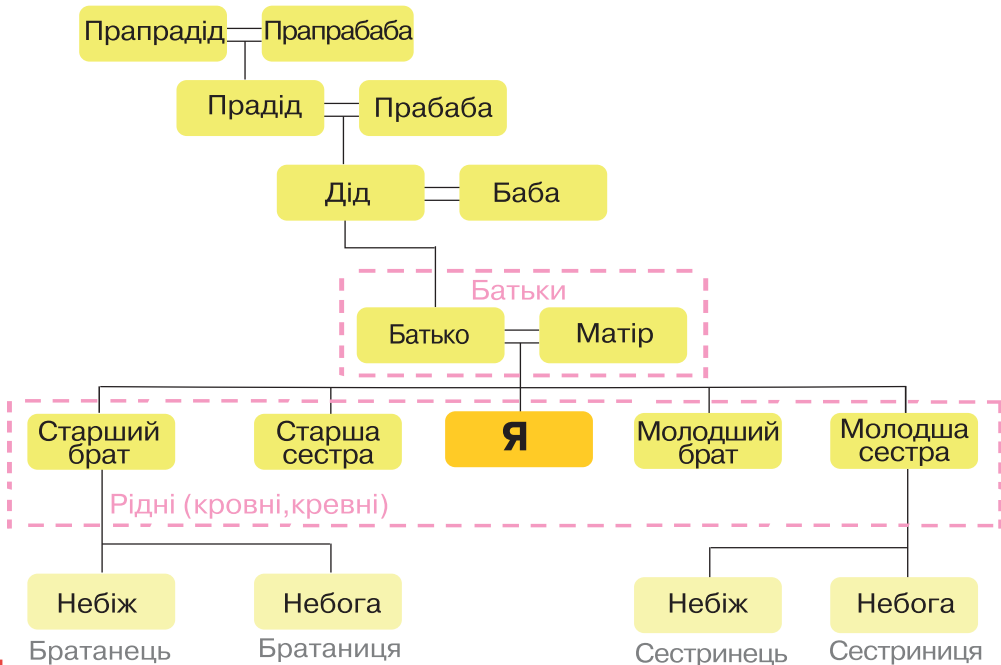 Прапрадід Прапрабаба
Прадід Прабаба
Дід Баба
Батьки
Батько Матір
Старший
брат
Старша
сестра
Я
Молодший
брат
Молодша
сестра
Рідні (кровні,кревні)
Небіж Небога Небіж Небога
Братанець Братаниця Сестринець Сестриниця